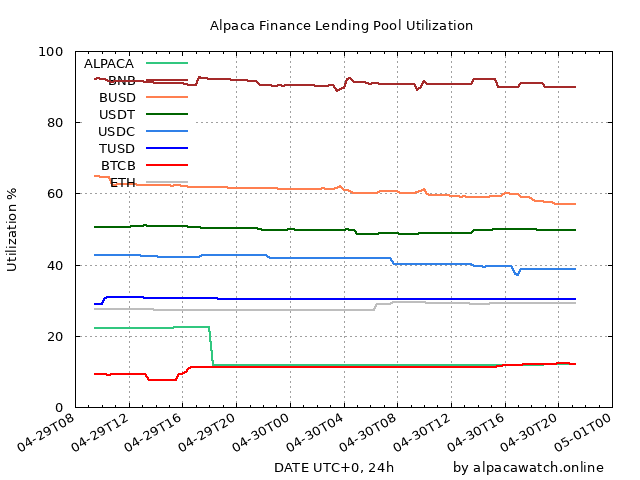 Alpaca Finance Lending Pool Utilization
100
80
60
40
20
0
Utilization %
ALPACA
BNB
BUSD
USDT
USDC
TUSD
BTCB
ETH
04-29T08
04-29T12
04-29T16
04-29T20
04-30T00
04-30T04
04-30T08
04-30T12
04-30T16
04-30T20
05-01T00
DATE UTC+0, 24h
by alpacawatch.online